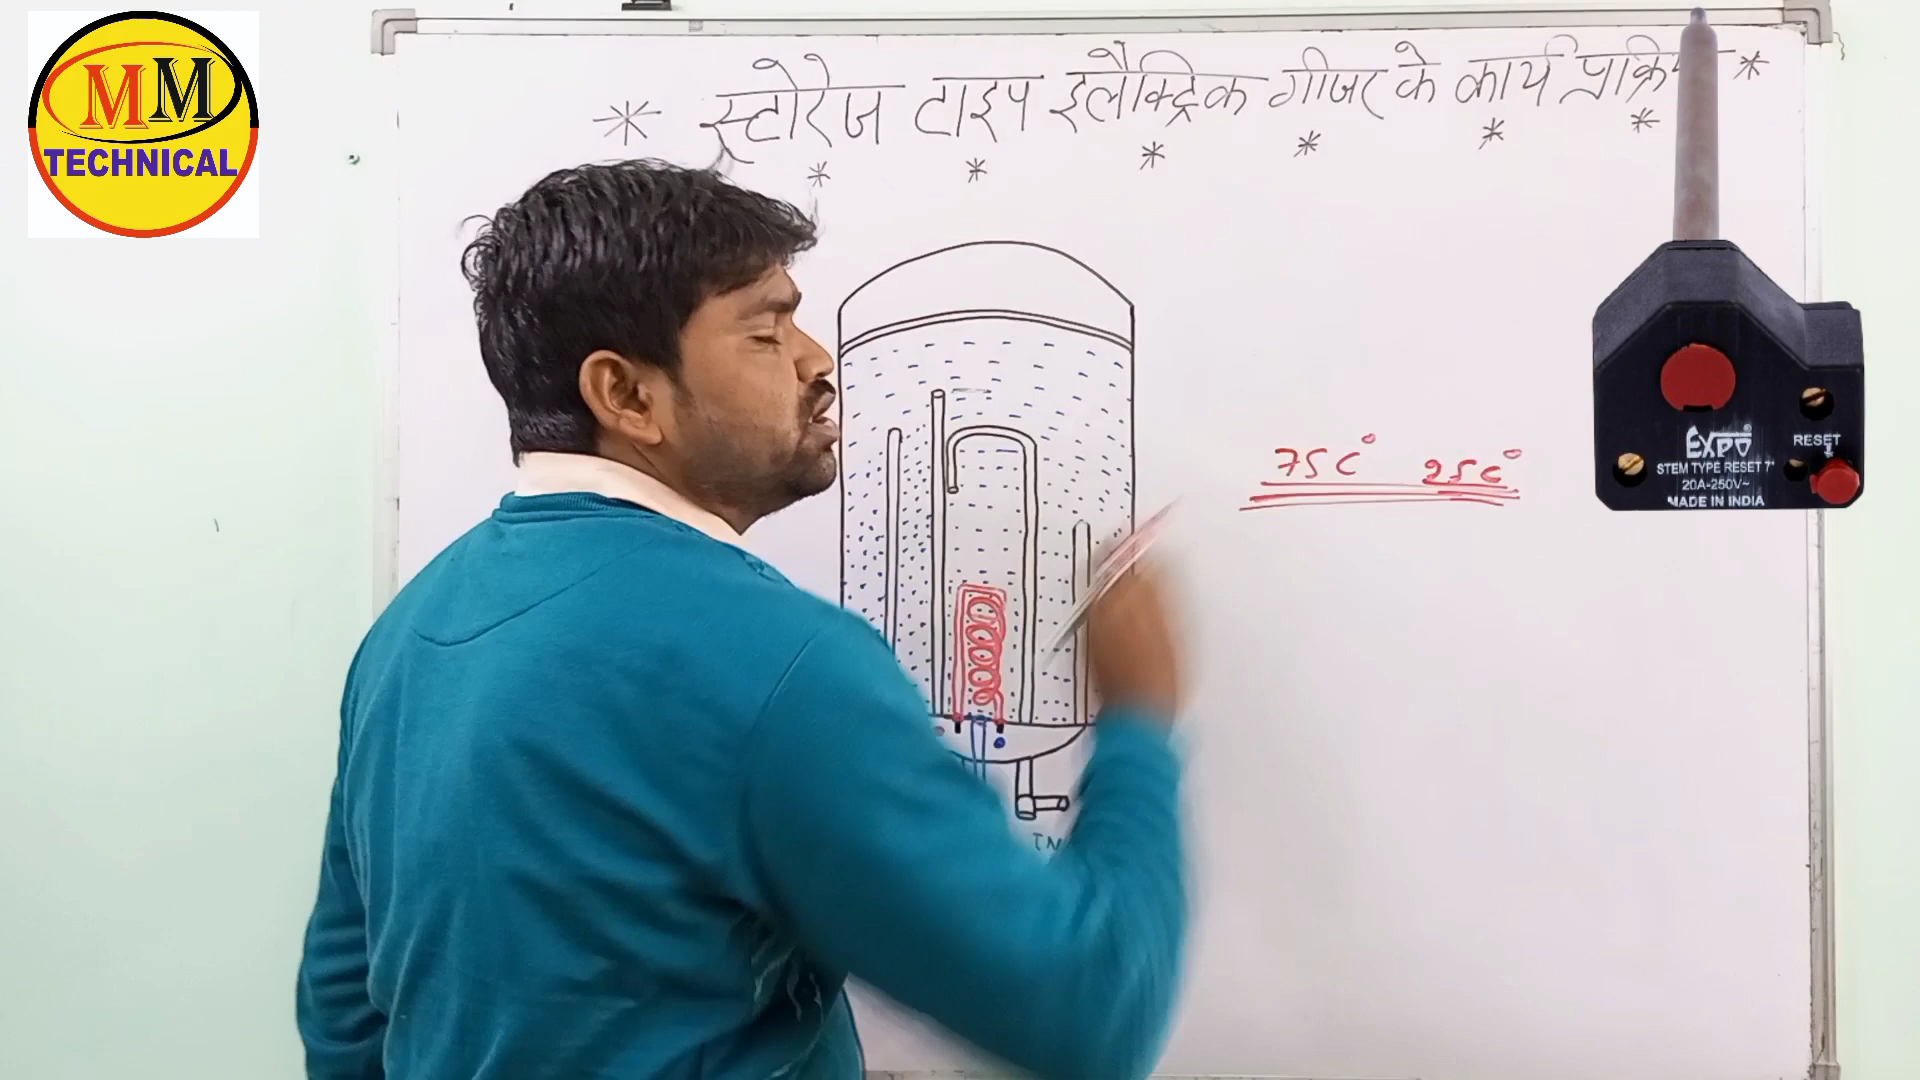 MM
TECHNICAL
* स्टोरेज टाइप इलैक्ट्रिक गीजर के कार्य *
75C° 25C°
EXPO
RESET
STEM TYPE RESET 7"
20A-250V~
MADE IN INDIA